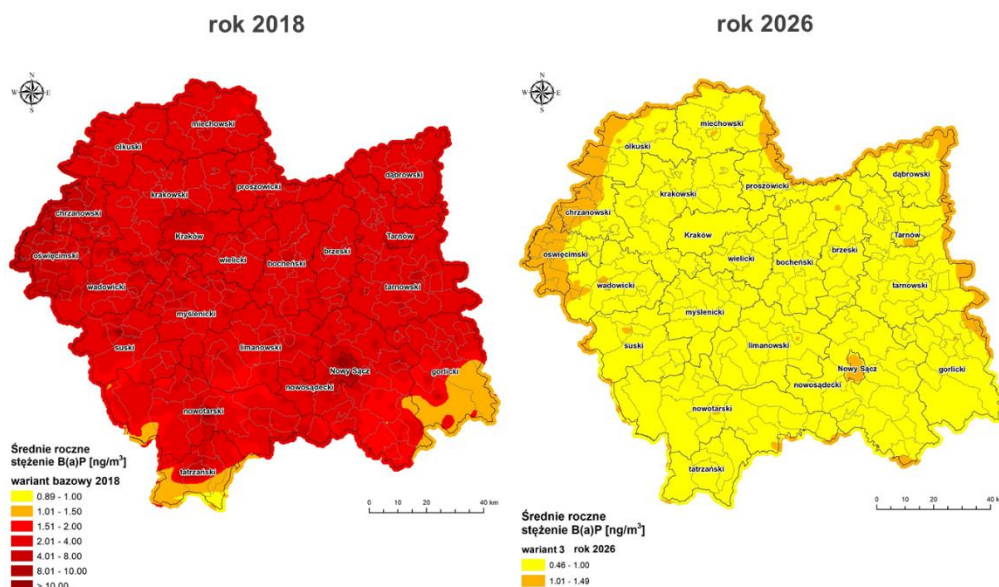 rok 2018
rok 2026
N
W E
S
miechowski
olkuski
dąbrowski
proszowicki
krakowski
chrzanowski
Kraków
Tarnów
oświęcimski
wielicki
bocheński
brzeski
wadowicki
tarnowski
myślenicki
suski
limanowski
Nowy Sącz
gorlicki
nowosądecki
nowotarski
tatrzański
Średnie roczne
stężenie B(a)P [ng/m³]
wariant bazowy 2018
0.89 - 1.00
1.01 - 1.50
1.51 - 2.00
2.01 - 4.00
4.01 - 8.00
8.01 - 10.00
> 10.00
0 10 20 40 km
N
W E
S
miechowski
olkuski
dąbrowski
proszowicki
krakowski
chrzanowski
Kraków
Tarnów
oświęcimski
wielicki
bocheński
brzeski
wadowicki
tarnowski
myślenicki
suski
limanowski
Nowy Sącz
gorlicki
nowosądecki
nowotarski
tatrzański
Średnie roczne
stężenie B(a)P [ng/m³]
wariant 3 rok 2026
0.46 - 1.00
1.01 - 1.49
0 10 20 40 km